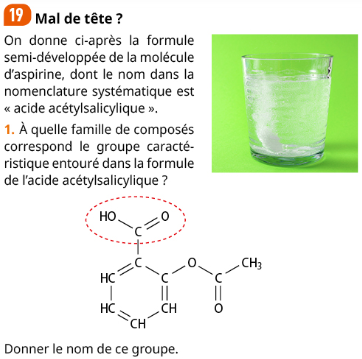 19 Mal de tête ?
On donne ci-après la formule
semi-développée de la molécule
d'aspirine, dont le nom dans la
nomenclature systématique est
« acide acétylsalicylique ».
1. À quelle famille de composés
correspond le groupe caracté-
ristique entouré dans la formule
de l'acide acétylsalicylique ?
HO O
C
C O CH3
HC C C
HC CH O
CH
Donner le nom de ce groupe.